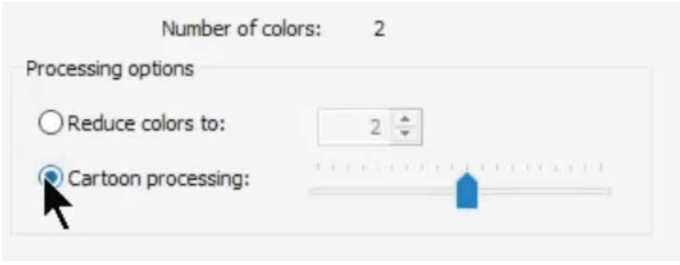 Number of colors: 2
Processing options
Reduce colors to: 2
Cartoon processing: